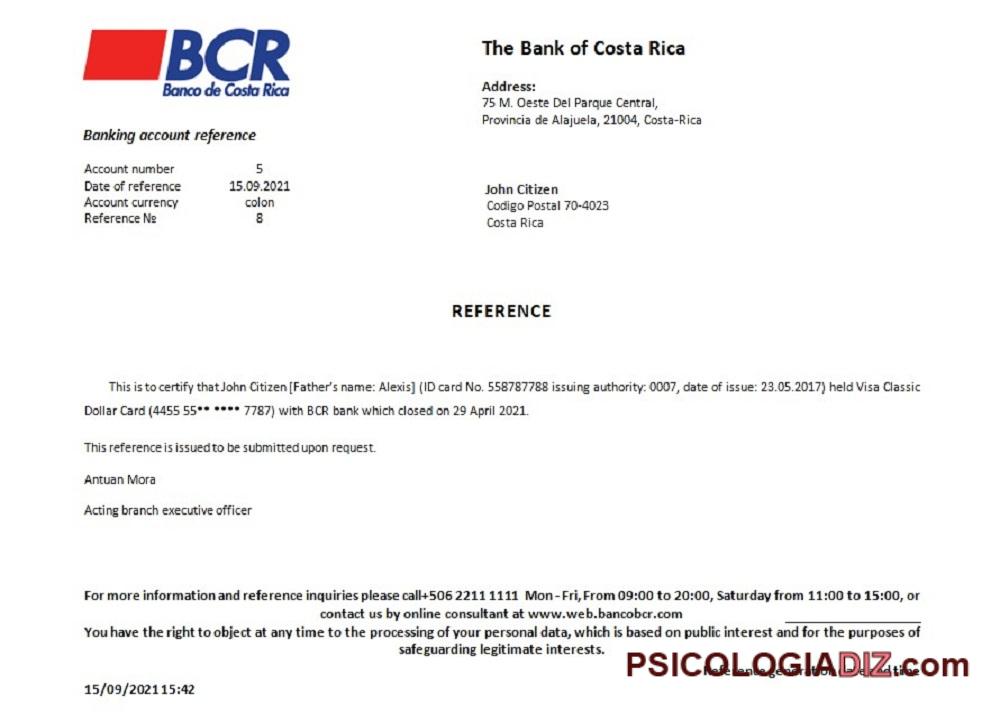 BCR
Banco de Costa Rica
The Bank of Costa Rica
Address:
75 M. Oeste Del Parque Central,
Provincia de Alajuela, 21004, Costa-Rica
Banking account reference
Account number 5
Date of reference 15.09.2021
Account currency colon
Reference № 8
John Citizen
Codigo Postal 70-4023
Costa Rica
REFERENCE
This is to certify that John Citizen [Father's name: Alexis] (ID card No. 558787788 issuing authority: 0007, date of issue: 23.05.2017) held Visa Classic
Dollar Card (4455 55•• •••• 7787) with BCR bank which closed on 29 April 2021.
This reference is issued to be submitted upon request.
Antuan Mora
Acting branch executive officer
For more information and reference inquiries please call+506 2211 1111 Mon - Fri, From 09:00 to 20:00, Saturday from 11:00 to 15:00, or
contact us by online consultant at www.web.bancobcr.com
You have the right to object at any time to the processing of your personal data, which is based on public interest and for the purposes of
safeguarding legitimate interests.
PSICOLOGIADIZ.com
Reference generation date and time
15/09/2021 15:42